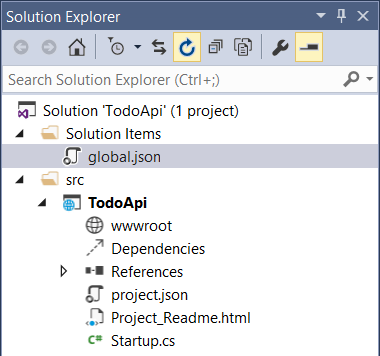 Solution Explorer
Search Solution Explorer (Ctrl+;)
Solution 'TodoApi' (1 project)
Solution Items
global.json
src
TodoApi
wwwroot
Dependencies
References
project.json
Project_Readme.html
C# Startup.cs